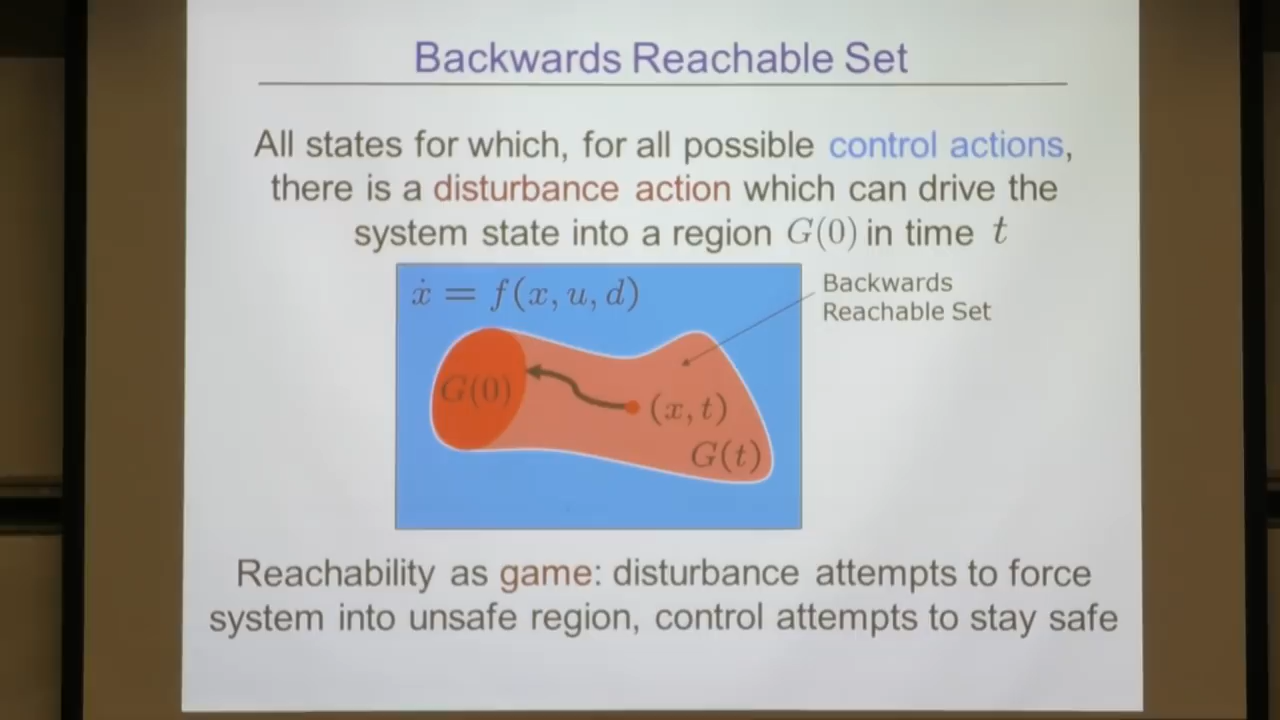 Backwards Reachable Set
All states for which, for all possible control actions,
there is a disturbance action which can drive the
system state into a region G(0) in time t
ẋ = f(x, u, d)
Backwards
Reachable Set
G(0)
(x, t)
G(t)
Reachability as game: disturbance attempts to force
system into unsafe region, control attempts to stay safe